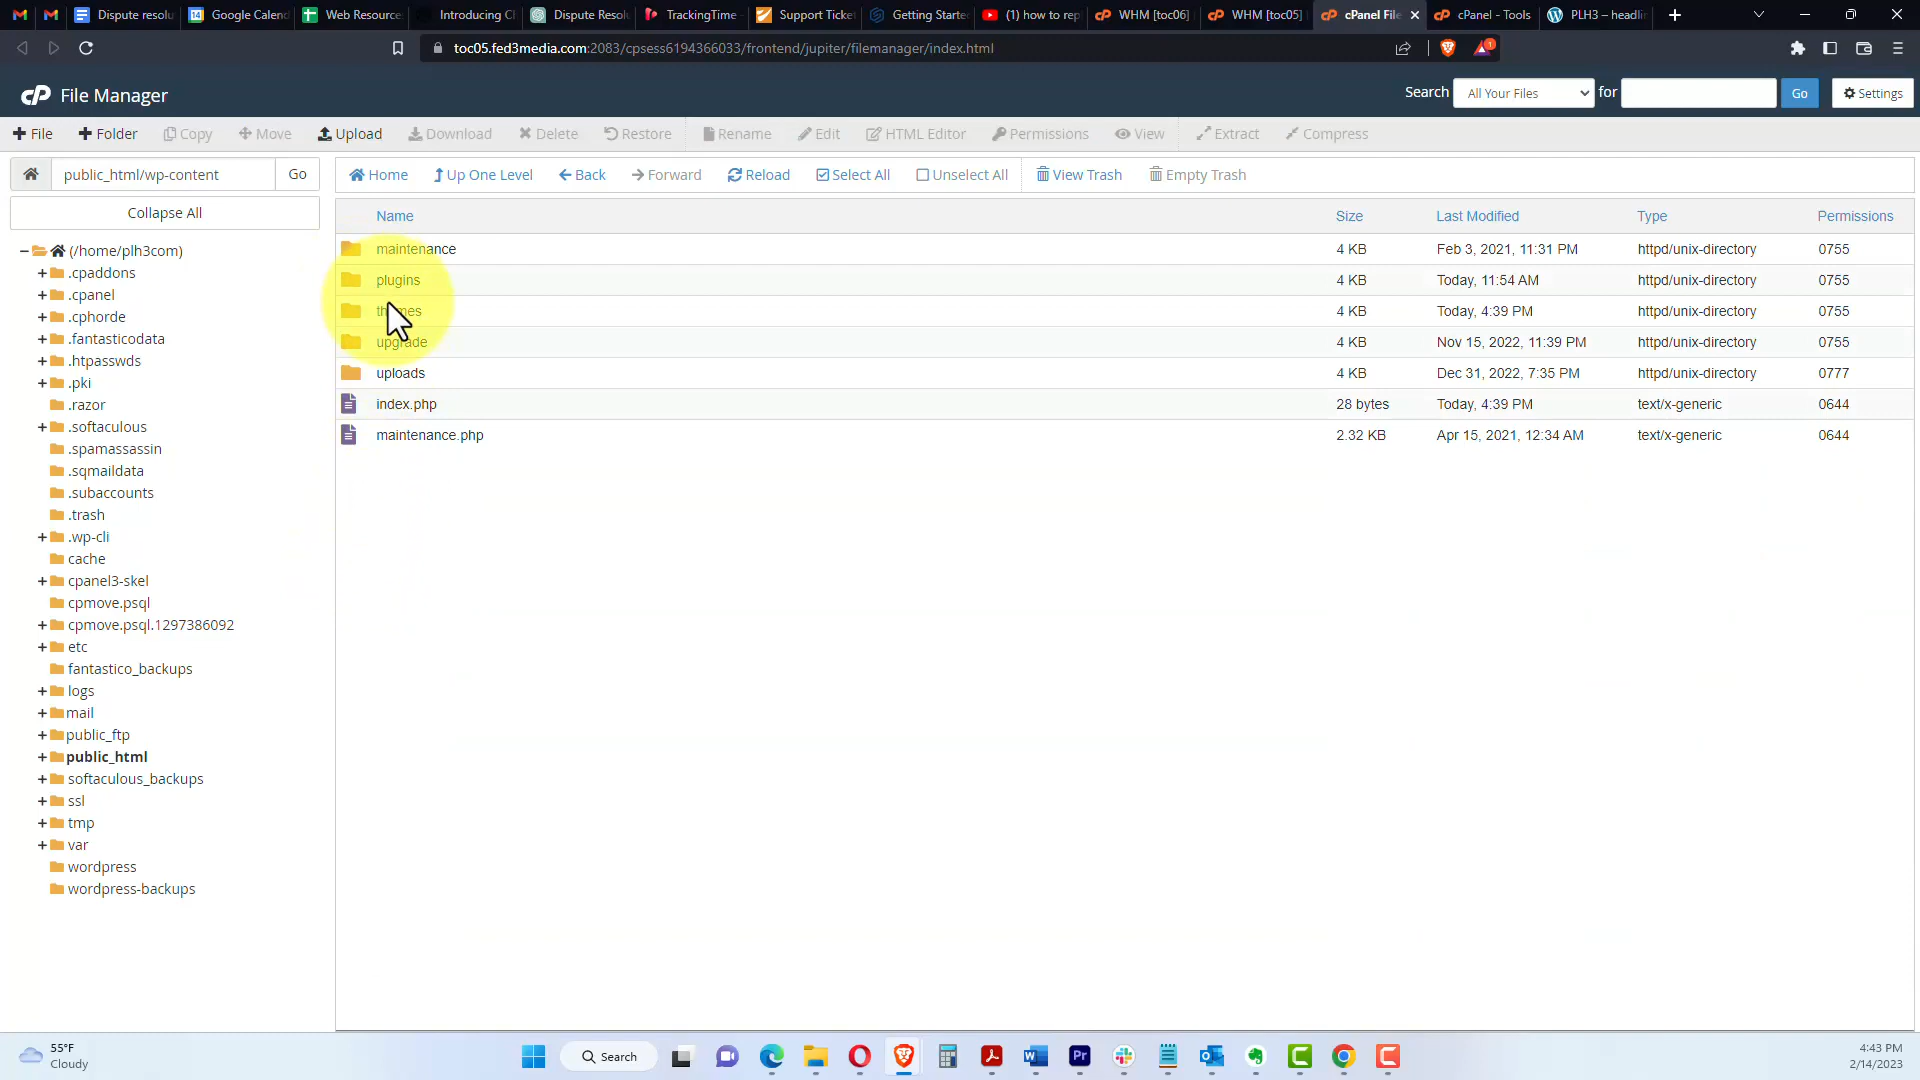 Dispute resolu
Google Calend
Web Resource
Introducing C
Dispute Resol
TrackingTime
Support Ticket
Getting Starte
(1) how to rep
WHM [toc06]
WHM [toc05]
cPanel File
cPanel - Tools
PLH3 – headlin
toc05.fed3media.com:2083/cpsess6194366033/frontend/jupiter/filemanager/index.html
cP File Manager
Search All Your Files for Go Settings
File Folder Copy Move Upload Download Delete Restore Rename Edit HTML Editor Permissions View Extract Compress
public_html/wp-content Go
Home Up One Level Back Forward Reload Select All Unselect All View Trash Empty Trash
Collapse All
(/home/plh3com)
.cpaddons
.cpanel
.cphorde
.fantasticodata
.htpasswds
.pki
.razor
.softaculous
.spamassassin
.sqmaildata
.subaccounts
.trash
.wp-cli
cache
cpanel3-skel
cpmove.psql
cpmove.psql.1297386092
etc
fantastico_backups
logs
mail
public_ftp
public_html
softaculous_backups
ssl
tmp
var
wordpress
wordpress-backups
Name Size Last Modified Type Permissions
maintenance 4 KB Feb 3, 2021, 11:31 PM httpd/unix-directory 0755
plugins 4 KB Today, 11:54 AM httpd/unix-directory 0755
themes 4 KB Today, 4:39 PM httpd/unix-directory 0755
upgrade 4 KB Nov 15, 2022, 11:39 PM httpd/unix-directory 0755
uploads 4 KB Dec 31, 2022, 7:35 PM httpd/unix-directory 0777
index.php 28 bytes Today, 4:39 PM text/x-generic 0644
maintenance.php 2.32 KB Apr 15, 2021, 12:34 AM text/x-generic 0644
55°F
Cloudy
Search
4:43 PM
2/14/2023